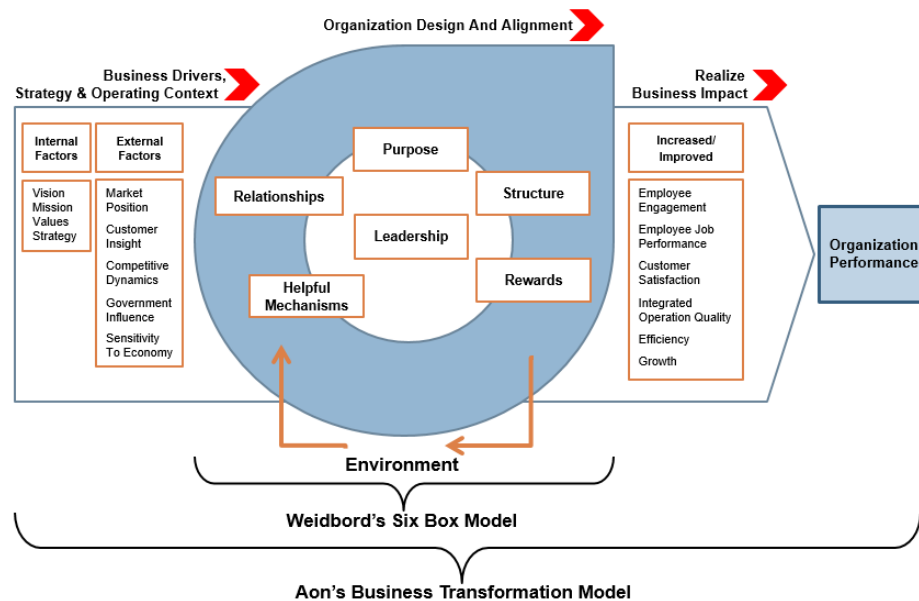 Organization Design And Alignment
Business Drivers,
Strategy & Operating Context
Realize
Business Impact
Internal
Factors
External
Factors
Vision
Mission
Values
Strategy
Market
Position
Customer
Insight
Competitive
Dynamics
Government
Influence
Sensitivity
To Economy
Purpose
Relationships
Structure
Leadership
Helpful
Mechanisms
Rewards
Increased/
Improved
Employee
Engagement
Employee Job
Performance
Customer
Satisfaction
Integrated
Operation Quality
Efficiency
Growth
Organization
Performance
Environment
Weidbord's Six Box Model
Aon's Business Transformation Model